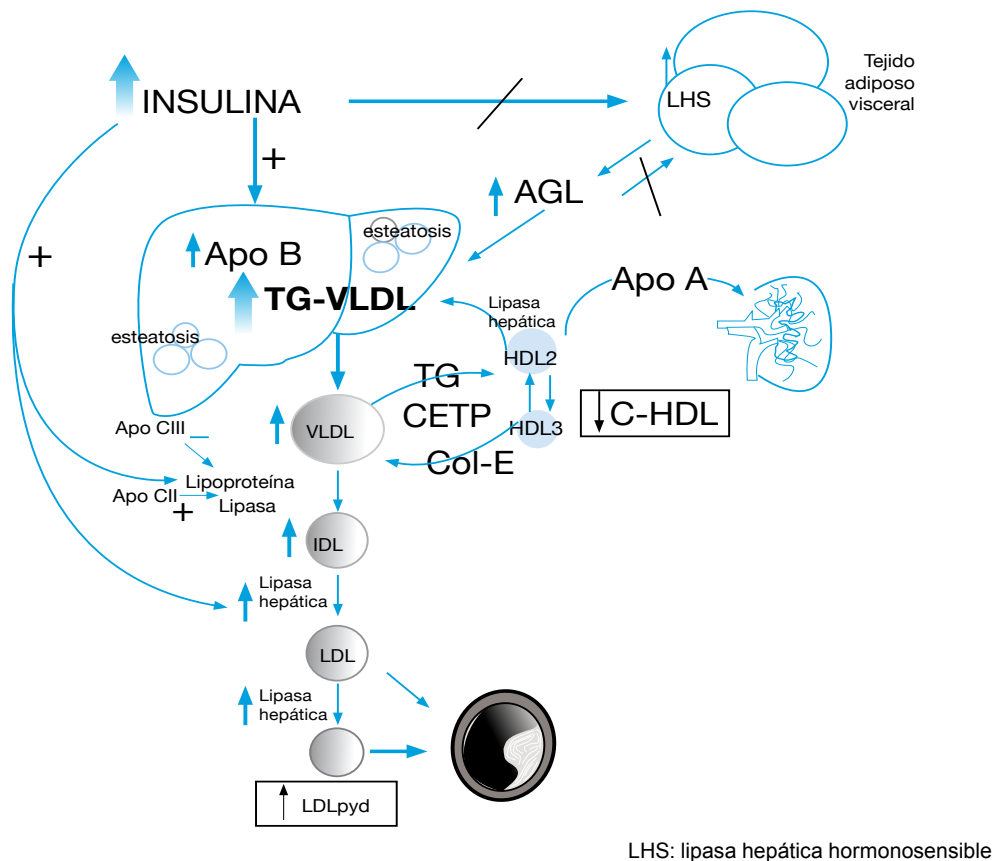 Tejido
adiposo
visceral
LHS
INSULINA
+
AGL
+
esteatosis
Apo B
TG-VLDL
esteatosis
Apo A
Lipasa
hepática
HDL2
TG
CETP
Col-E
HDL3
C-HDL
VLDL
Apo CIII –
Lipoproteína
Lipasa
Apo CII
+
IDL
Lipasa
hepática
LDL
Lipasa
hepática
LDLpyd
LHS: lipasa hepática hormonosensible